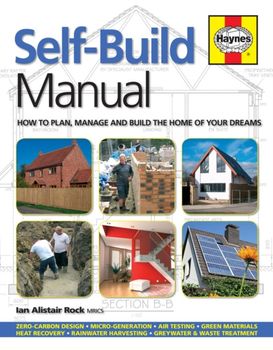 Self-Build
Haynes
Manual
HOW TO PLAN, MANAGE AND BUILD THE HOME OF YOUR DREAMS
Ian Alistair Rock MRICS
SECTION B-B
ZERO-CARBON DESIGN • MICRO-GENERATION • AIR TESTING • GREEN MATERIALS
HEAT RECOVERY • RAINWATER HARVESTING • GREYWATER & WASTE TREATMENT